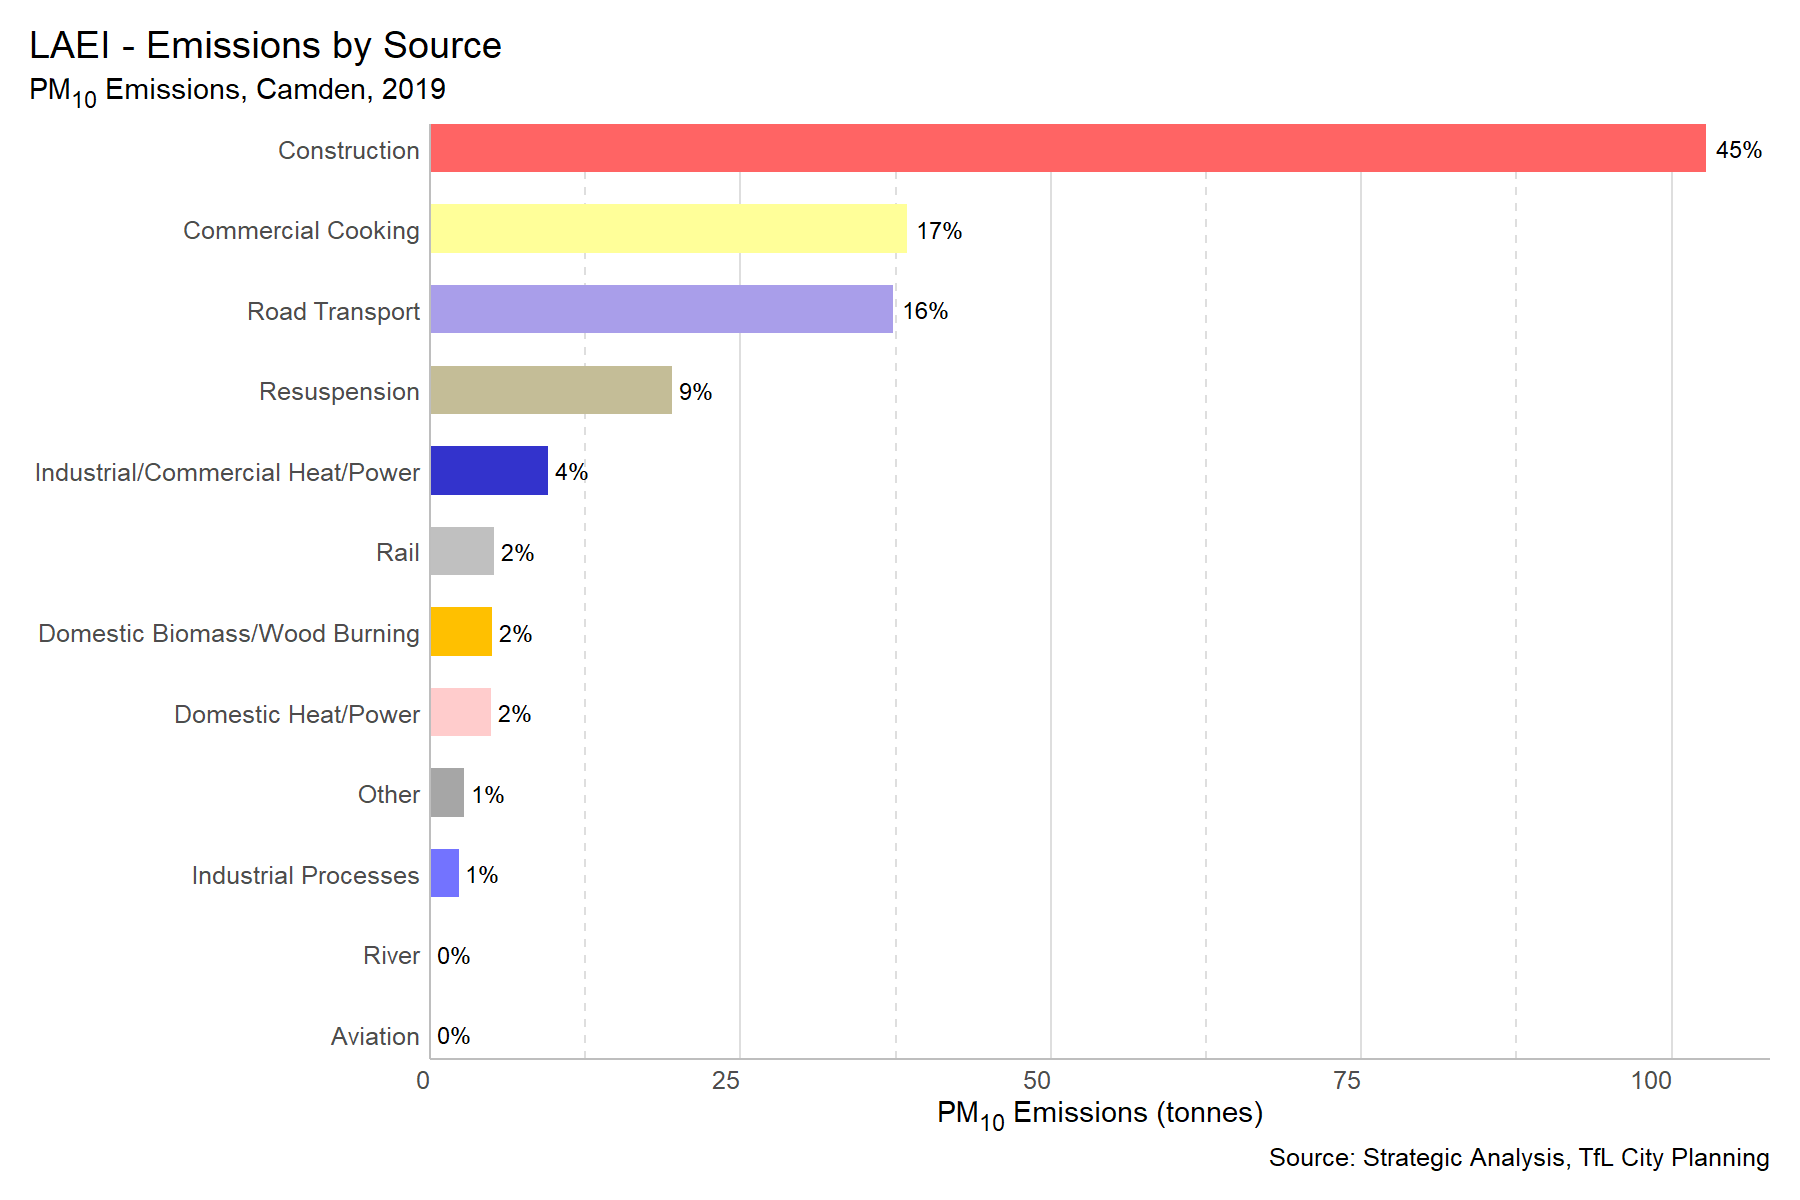 LAEI - Emissions by Source
PM10 Emissions, Camden, 2019
Construction 45%
Commercial Cooking 17%
Road Transport 16%
Resuspension 9%
Industrial/Commercial Heat/Power 4%
Rail 2%
Domestic Biomass/Wood Burning 2%
Domestic Heat/Power 2%
Other 1%
Industrial Processes 1%
River 0%
Aviation 0%
0 25 50 75 100
PM10 Emissions (tonnes)
Source: Strategic Analysis, TfL City Planning